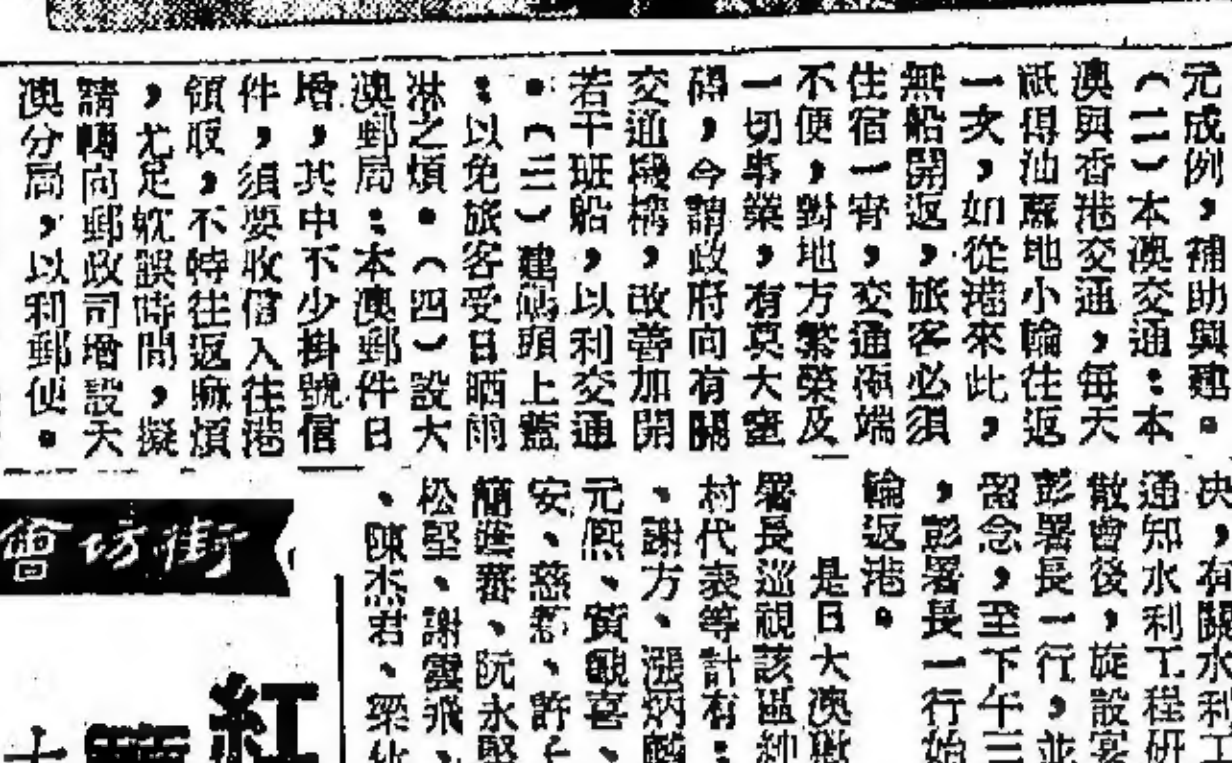 元成例，補助興建。
（二）本澳交通：本
澳與香港交通，每天
祇得油蔴地小輪往返
一次，如從港來此，
無船開返，旅客必須
住宿一宵，交通極端
不便，對地方繁榮及
一切事業，有莫大窒
礙，今請政府向有關
交通機構，改善加開
若干班船，以利交通
。（三）建碼頭上蓋
：以免旅客受日晒雨
淋之煩。（四）設大
澳郵局：本澳郵件日
增，其中不少掛號信
件，須要收信人往港
領取，不特往返麻煩
，尤足躭誤時間，擬
請轉向郵政司增設大
澳分局，以利郵便。
決，有關水利工
通知水利工程研
散會後，旋設宴
彭署長一行，並
留念，至下午三
，彭署長一行始
輪返港。
是日大澳
署長巡視該區紳
村代表等計有：
、謝方、
元熙、黃
安、慈
簡、阮永堅
松堅、謝雲飛、
、陳杰君、梁
街坊會
紅